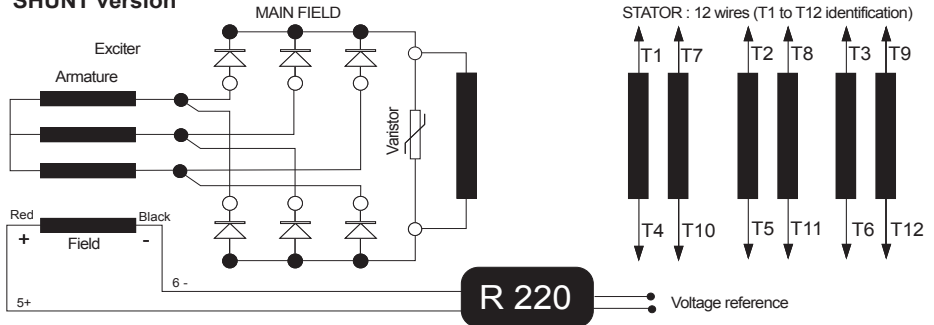 SHUNT version
MAIN FIELD
STATOR : 12 wires (T1 to T12 identification)
Exciter
Armature
Varistor
T1 T7 T2 T8 T3 T9
T4 T10 T5 T11 T6 T12
Red Black
+ Field -
6 -
5+
R 220
Voltage reference